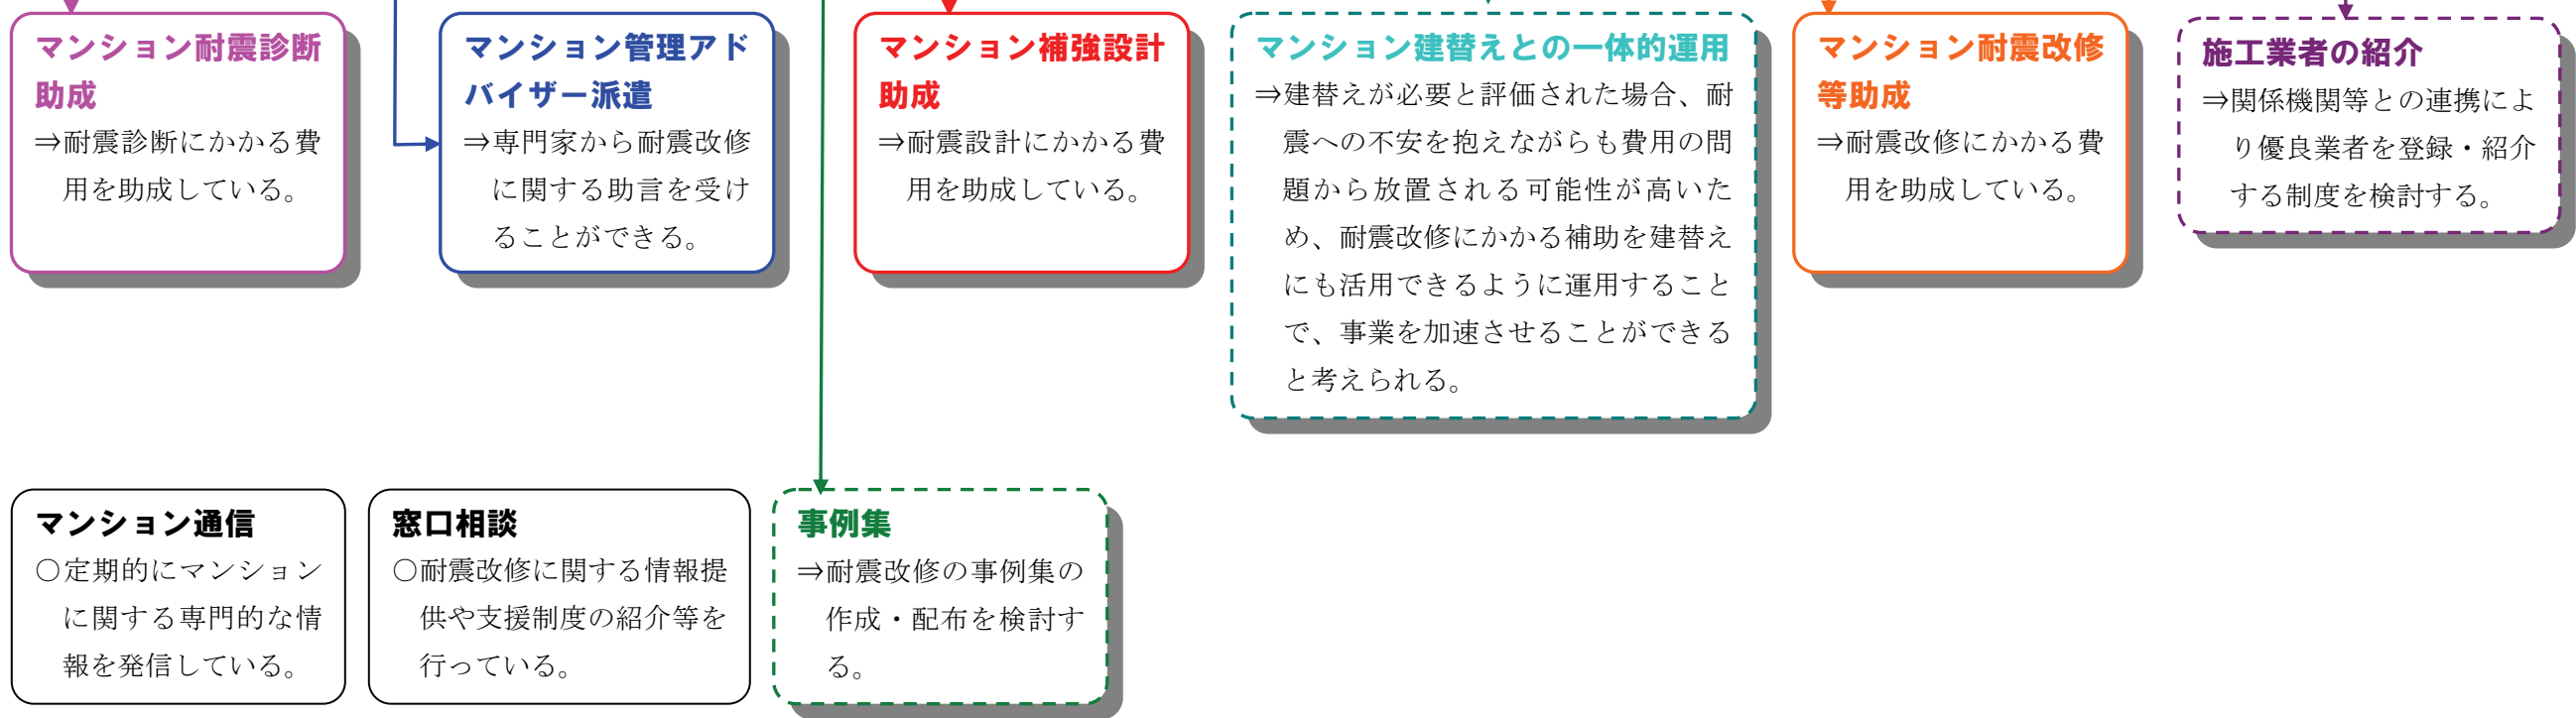 マンション耐震診断
助成
⇒耐震診断にかかる費
用を助成している。
マンション管理アド
バイザー派遣
⇒専門家から耐震改修
に関する助言を受け
ることができる。
マンション補強設計
助成
⇒耐震設計にかかる費
用を助成している。
マンション建替えとの一体的運用
⇒建替えが必要と評価された場合、耐
震への不安を抱えながらも費用の問
題から放置される可能性が高いた
め、耐震改修にかかる補助を建替え
にも活用できるように運用すること
で、事業を加速させることができる
と考えられる。
マンション耐震改修
等助成
⇒耐震改修にかかる費
用を助成している。
施工業者の紹介
⇒関係機関等との連携によ
り優良業者を登録・紹介
する制度を検討する。
マンション通信
○定期的にマンション
に関する専門的な情
報を発信している。
窓口相談
○耐震改修に関する情報提
供や支援制度の紹介等を
行っている。
事例集
⇒耐震改修の事例集の
作成・配布を検討す
る。